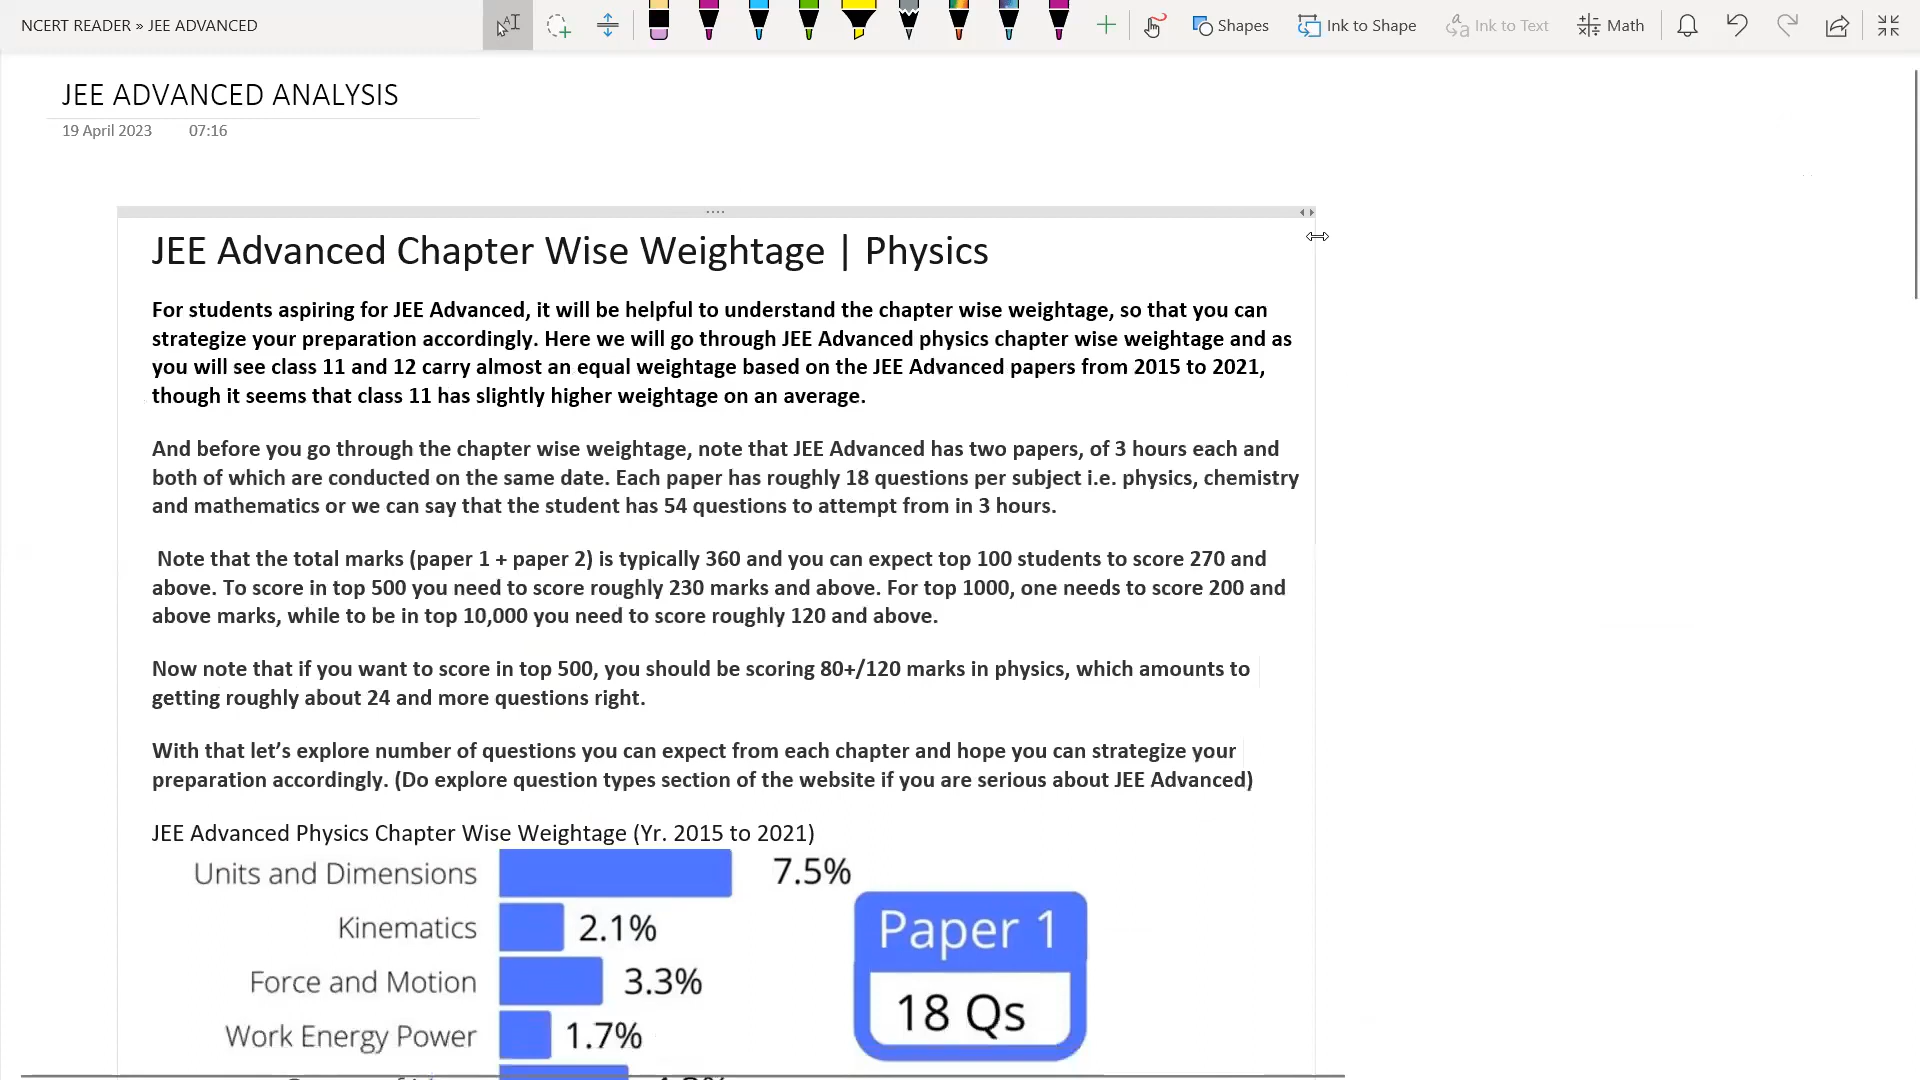 NCERT READER » JEE ADVANCED
Shapes
Ink to Shape
Ink to Text
Math
JEE ADVANCED ANALYSIS
19 April 2023 07:16
JEE Advanced Chapter Wise Weightage | Physics
For students aspiring for JEE Advanced, it will be helpful to understand the chapter wise weightage, so that you can
strategize your preparation accordingly. Here we will go through JEE Advanced physics chapter wise weightage and as
you will see class 11 and 12 carry almost an equal weightage based on the JEE Advanced papers from 2015 to 2021,
though it seems that class 11 has slightly higher weightage on an average.
And before you go through the chapter wise weightage, note that JEE Advanced has two papers, of 3 hours each and
both of which are conducted on the same date. Each paper has roughly 18 questions per subject i.e. physics, chemistry
and mathematics or we can say that the student has 54 questions to attempt from in 3 hours.
Note that the total marks (paper 1 + paper 2) is typically 360 and you can expect top 100 students to score 270 and
above. To score in top 500 you need to score roughly 230 marks and above. For top 1000, one needs to score 200 and
above marks, while to be in top 10,000 you need to score roughly 120 and above.
Now note that if you want to score in top 500, you should be scoring 80+/120 marks in physics, which amounts to
getting roughly about 24 and more questions right.
With that let's explore number of questions you can expect from each chapter and hope you can strategize your
preparation accordingly. (Do explore question types section of the website if you are serious about JEE Advanced)
JEE Advanced Physics Chapter Wise Weightage (Yr. 2015 to 2021)
Units and Dimensions 7.5%
Kinematics 2.1%
Force and Motion 3.3%
Work Energy Power 1.7%
Paper 1
18 Qs